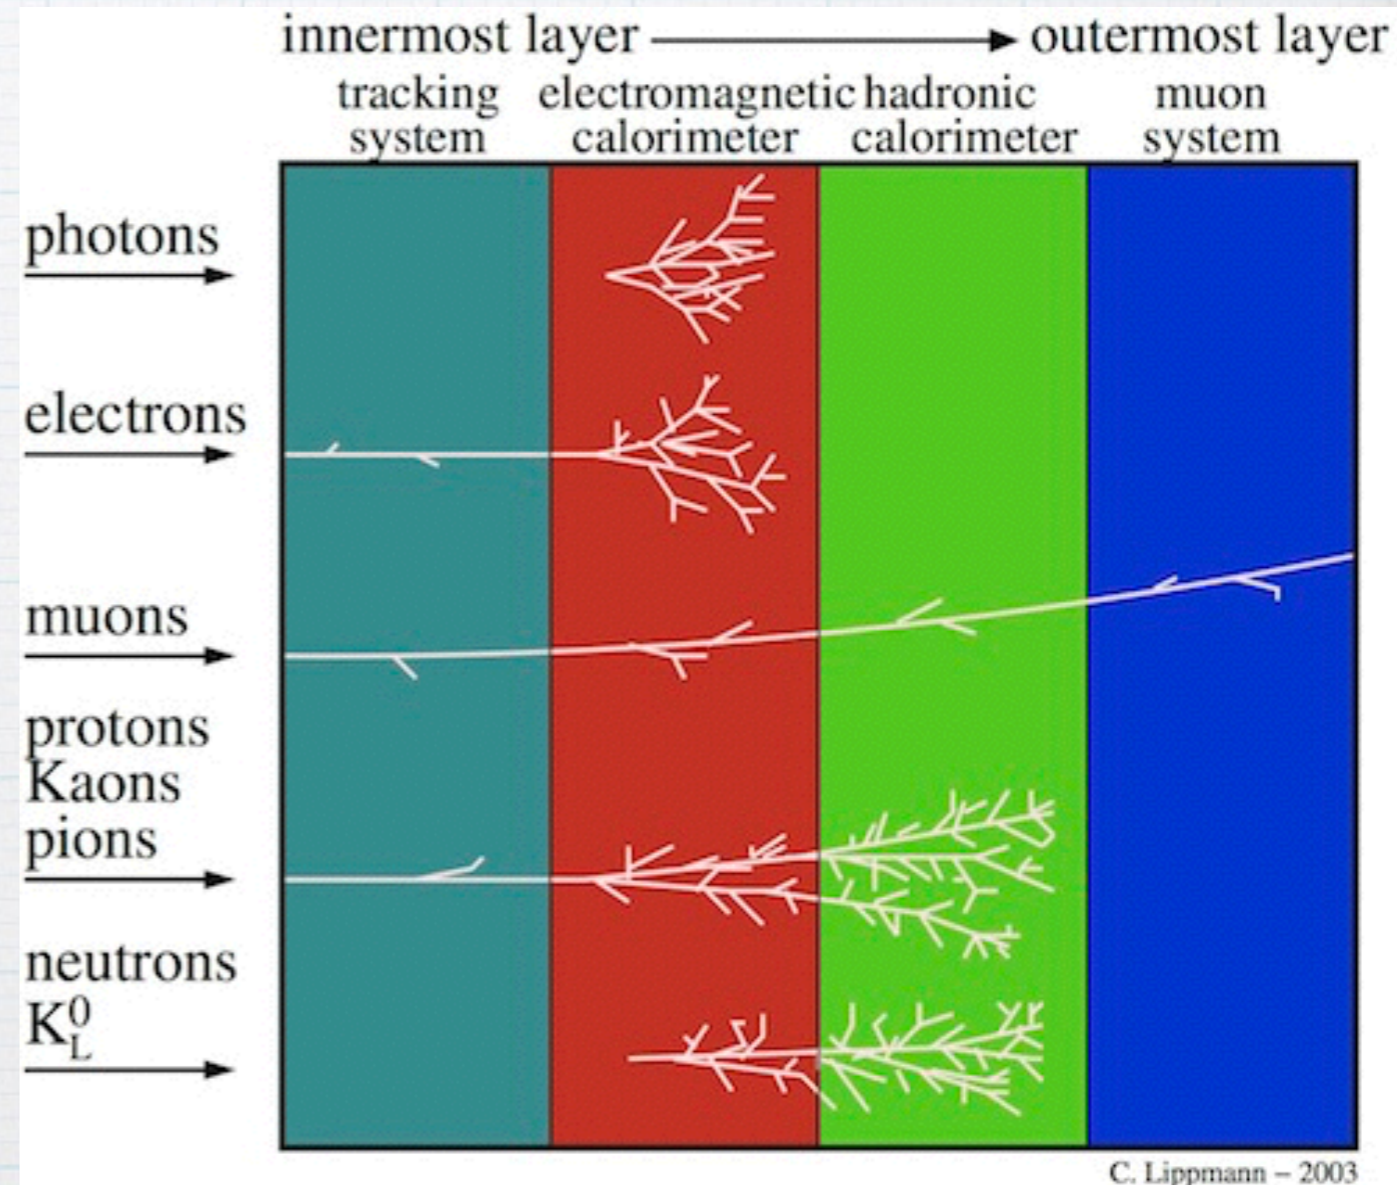 innermost layer outermost layer
tracking system
electromagnetic calorimeter
hadronic calorimeter
muon system
photons
electrons
muons
protons
Kaons
pions
neutrons
K⁰_L
C. Lippmann – 2003